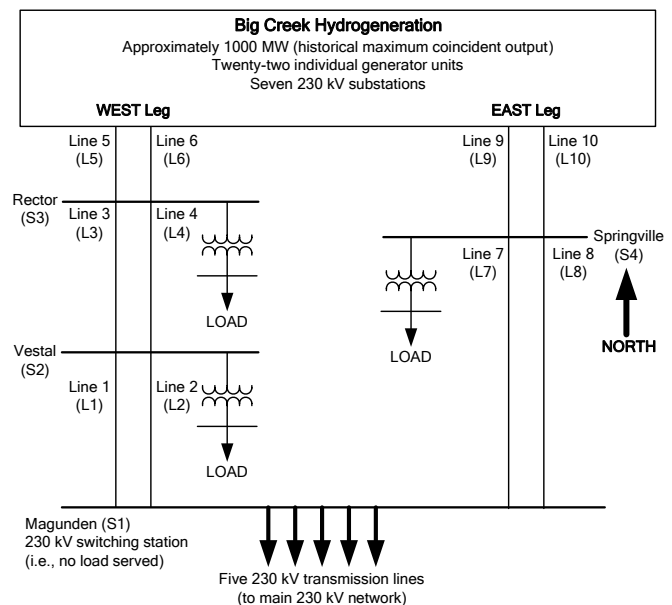 Big Creek Hydrogeneration
Approximately 1000 MW (historical maximum coincident output)
Twenty-two individual generator units
Seven 230 kV substations
WEST Leg
EAST Leg
Line 5
(L5)
Line 6
(L6)
Line 9
(L9)
Line 10
(L10)
Rector
(S3)
Line 3
(L3)
Line 4
(L4)
LOAD
Springville
(S4)
Line 7
(L7)
Line 8
(L8)
LOAD
NORTH
Vestal
(S2)
Line 1
(L1)
Line 2
(L2)
LOAD
Magunden (S1)
230 kV switching station
(i.e., no load served)
Five 230 kV transmission lines
(to main 230 kV network)